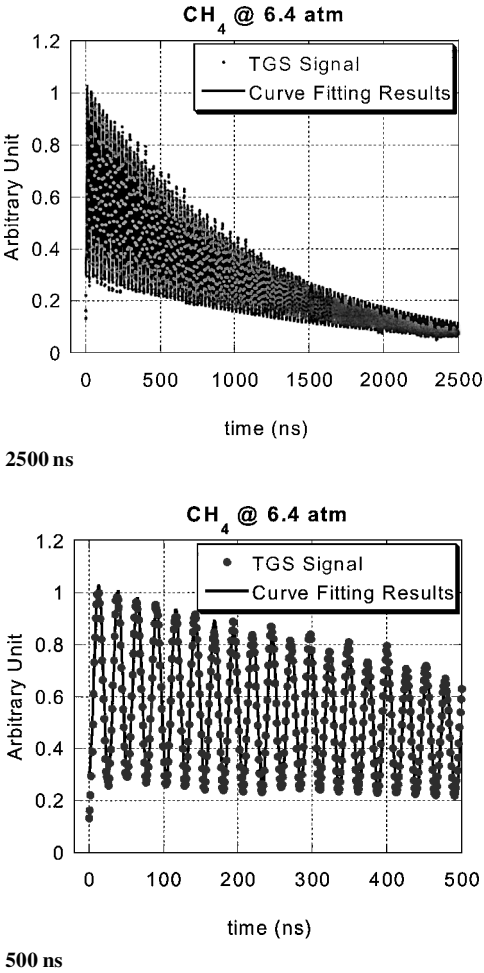 CH4 @ 6.4 atm
1.2
TGS Signal
1
Curve Fitting Results
0.8
Arbitrary Unit
0.6
0.4
0.2
0
0 500 1000 1500 2000 2500
time (ns)
2500 ns
CH4 @ 6.4 atm
1.2
TGS Signal
1
Curve Fitting Results
0.8
Arbitrary Unit
0.6
0.4
0.2
0
0 100 200 300 400 500
time (ns)
500 ns